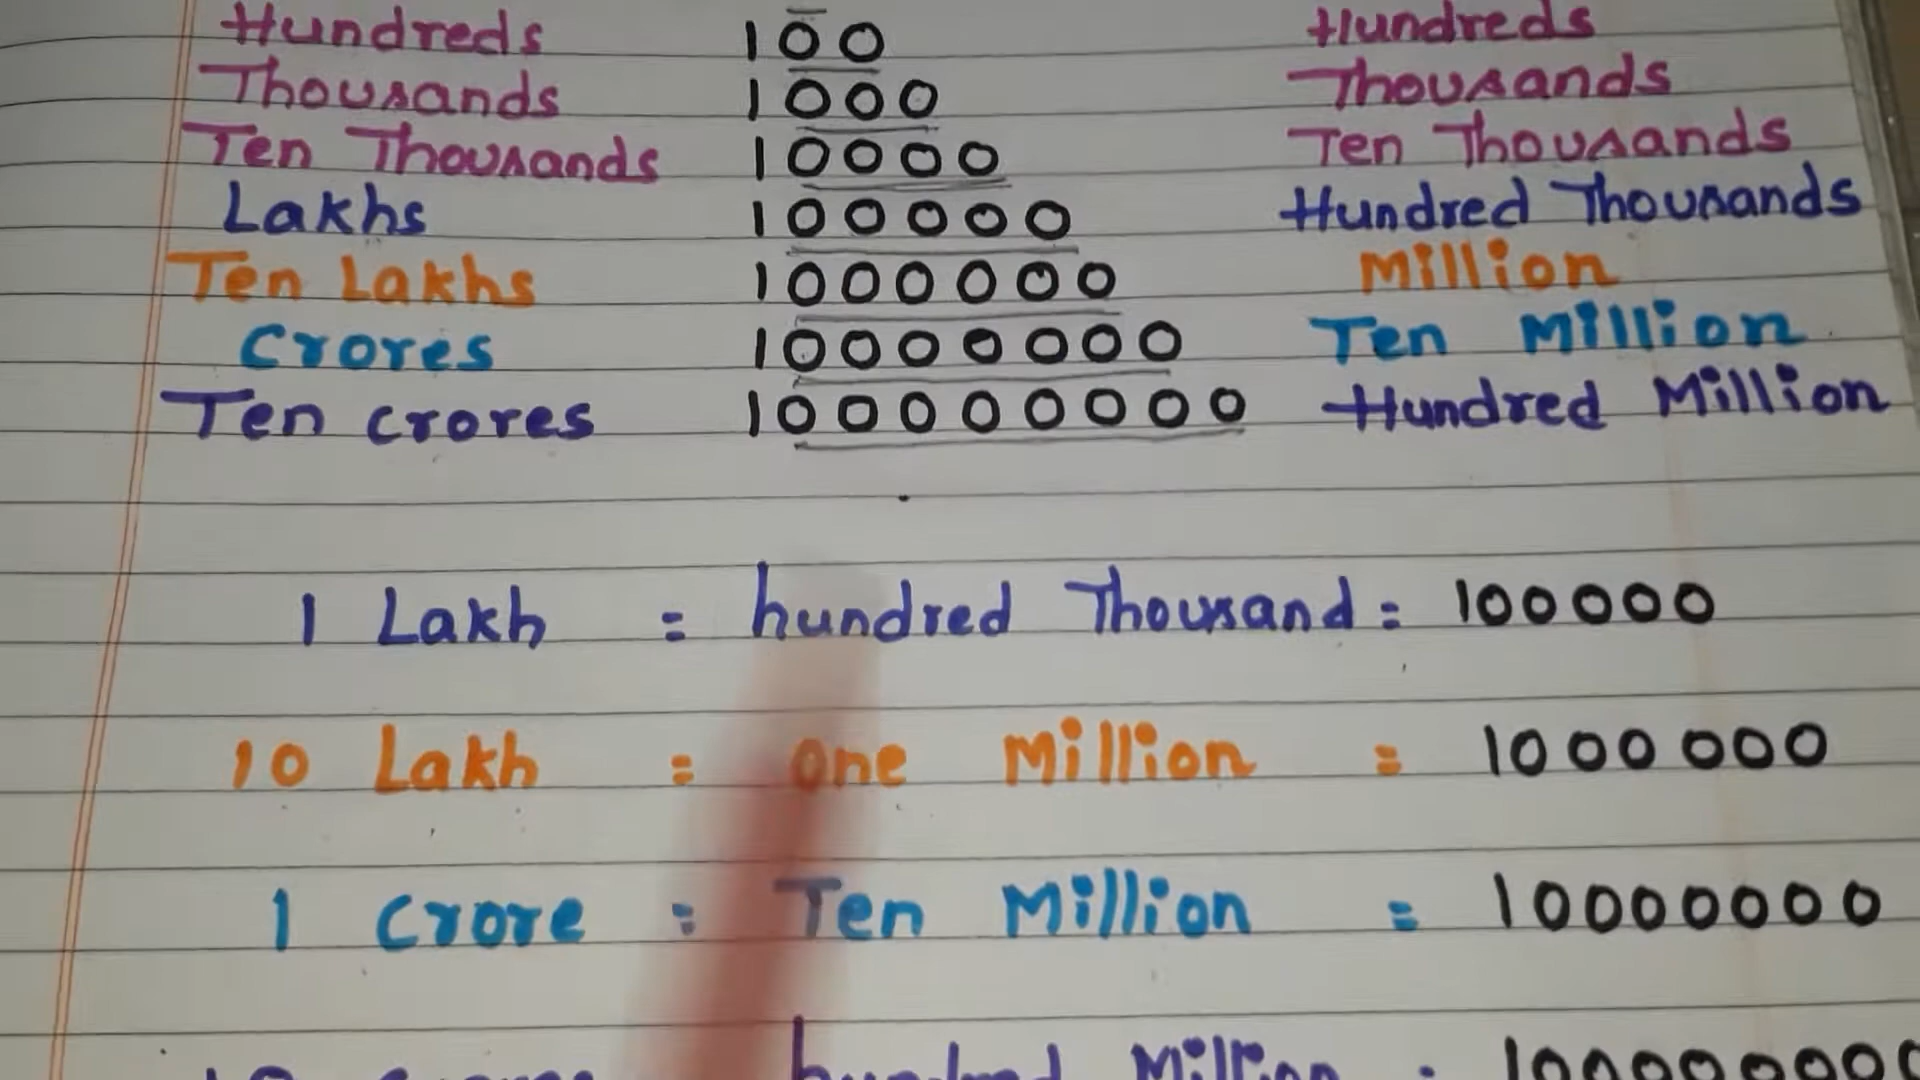 Hundreds 100 Hundreds
Thousands 1000 Thousands
Ten Thousands 10000 Ten Thousands
Lakhs 100000 Hundred Thousands
Ten Lakhs 1000000 Million
Crores 10000000 Ten Million
Ten crores 100000000 Hundred Million
1 Lakh = hundred Thousand = 100000
10 Lakh = one Million = 1000000
1 Crore = Ten Million = 10000000
hundred Million